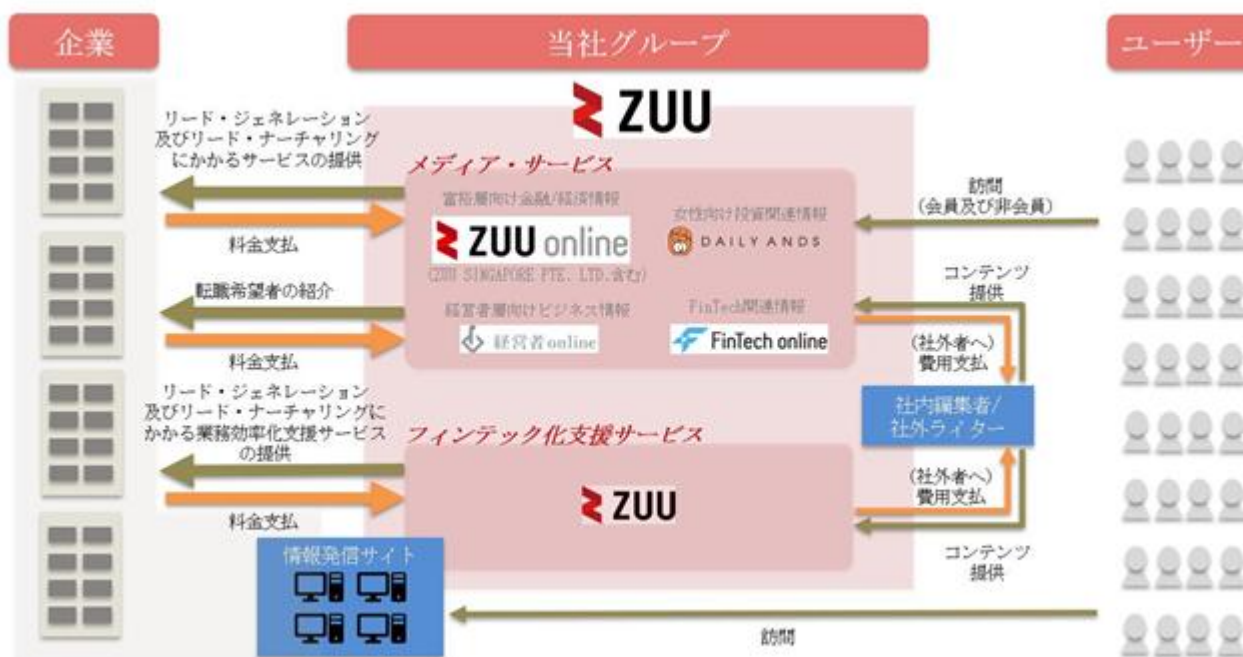 企業
当社グループ
ユーザー
ZUU
リード・ジェネレーション
及びリード・ナーチャリング
にかかるサービスの提供
料金支払
転職希望者の紹介
料金支払
リード・ジェネレーション
及びリード・ナーチャリングに
かかる業務効率化支援サービス
の提供
料金支払
メディア・サービス
富裕層向け金融/経済情報
ZUU online
(ZUU SINGAPORE PTE. LTD.含む)
女性向け投資関連情報
DAILY ANDS
経営者層向けビジネス情報
経営者online
FinTech関連情報
FinTech online
フィンテック化支援サービス
ZUU
訪問
(会員及び非会員)
コンテンツ
提供
(社外者へ)
費用支払
社内編集者/
社外ライター
(社外者へ)
費用支払
コンテンツ
提供
情報発信サイト
訪問